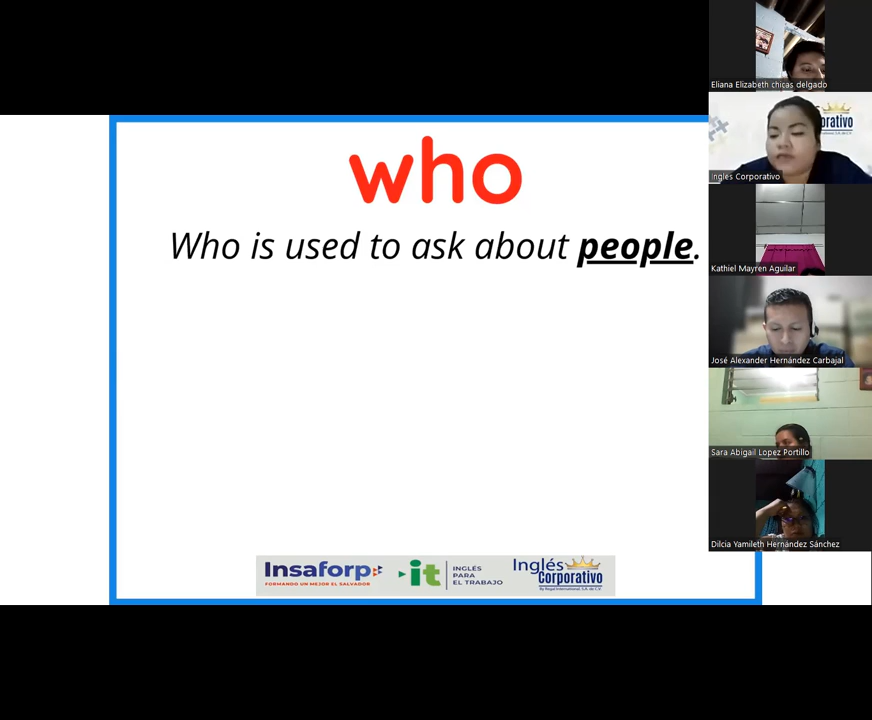 who
Who is used to ask about people.
Insaforp
FORMANDO UN MEJOR EL SALVADOR
it
INGLÉS
PARA
EL TRABAJO
Inglés
Corporativo
Eliana Elizabeth chicas delgado
orativo
Ingles Corporativo
Kathiel Mayren Aguilar
José Alexander Hernández Carbajal
Sara Abigail Lopez Portillo
Dilcia Yamileth Hernández Sánchez